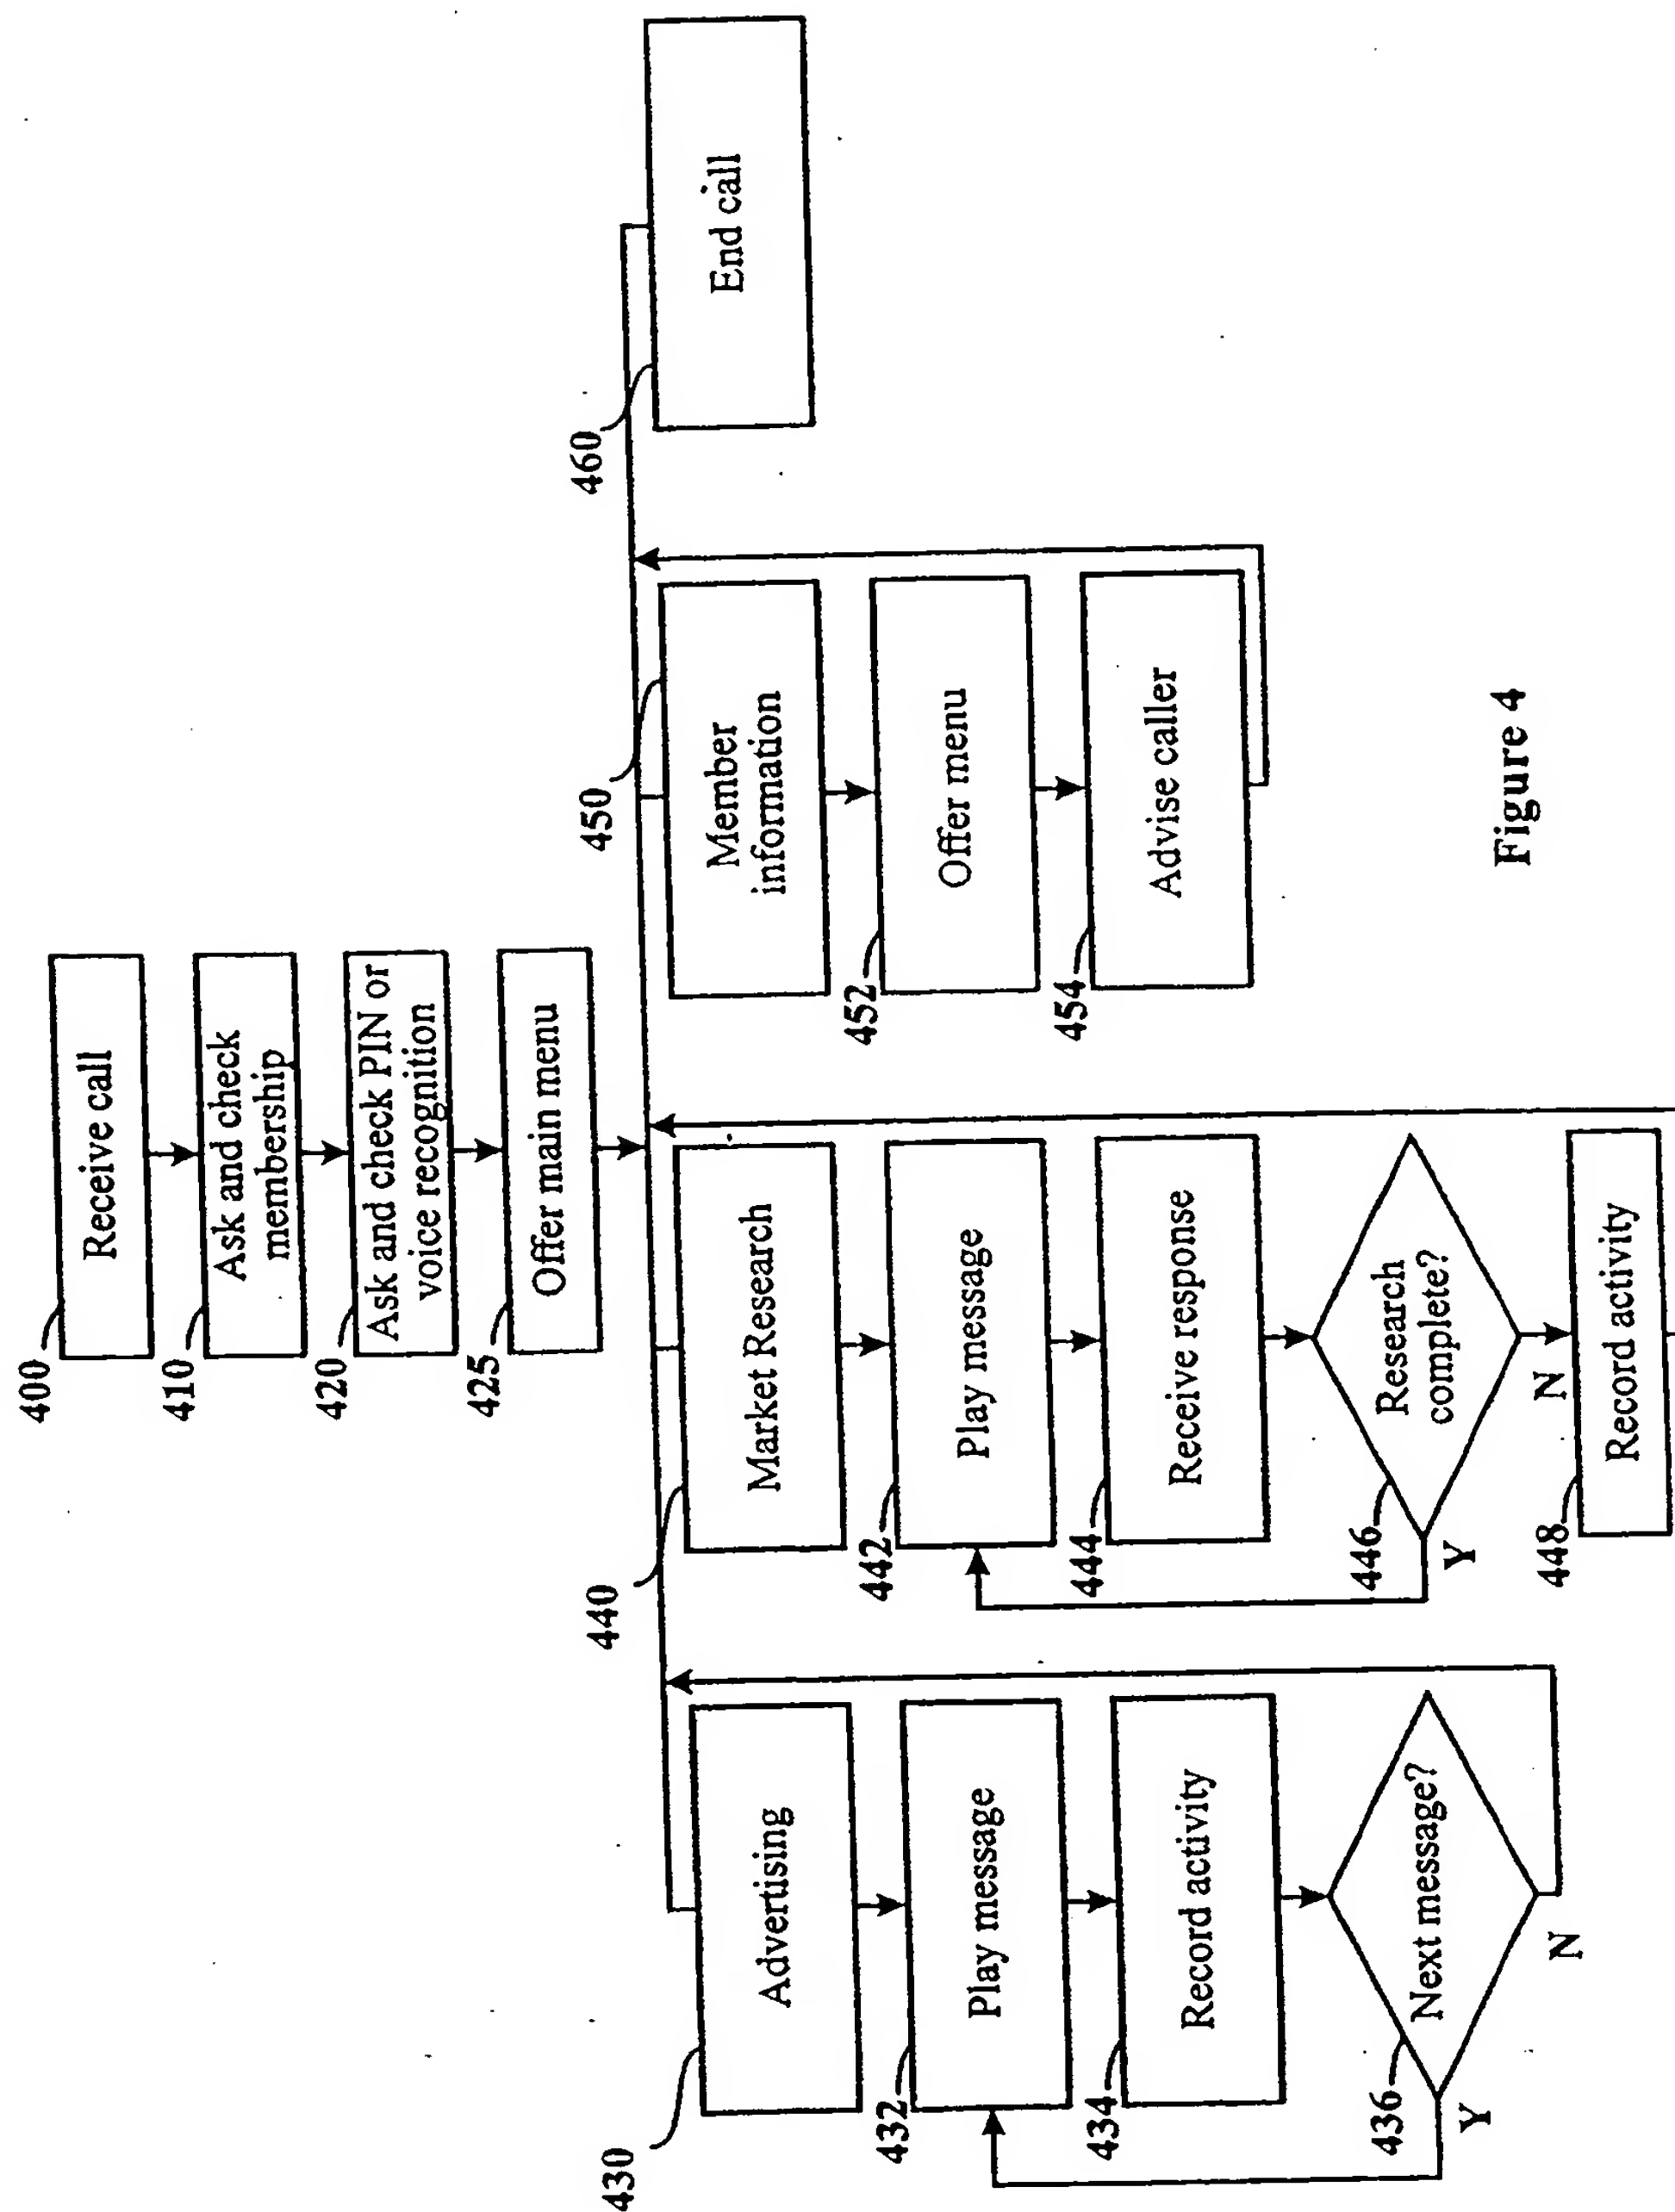 400
Receive call
410
Ask and check
membership
420
Ask and check PIN or
voice recognition
425
Offer main menu
430
Advertising
432
Play message
434
Record activity
436
Next message?
Y
N
440
Market Research
442
Play message
444
Receive response
446
Research
complete?
Y
N
448
Record activity
450
Member
information
452
Offer menu
454
Advise caller
460
End call
Figure 4